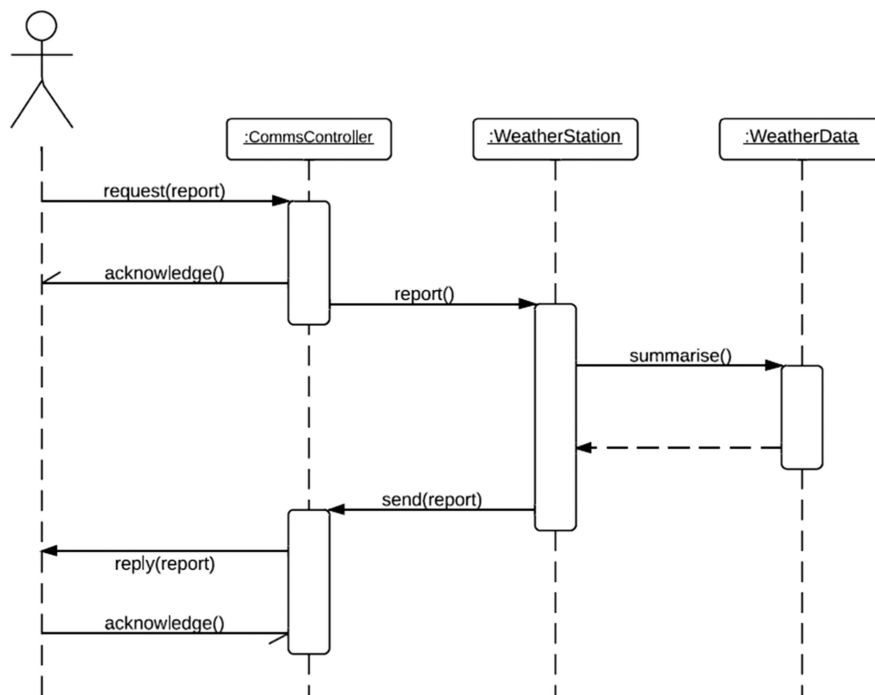 :CommsController
:WeatherStation
:WeatherData
request(report)
acknowledge()
report()
summarise()
send(report)
reply(report)
acknowledge()